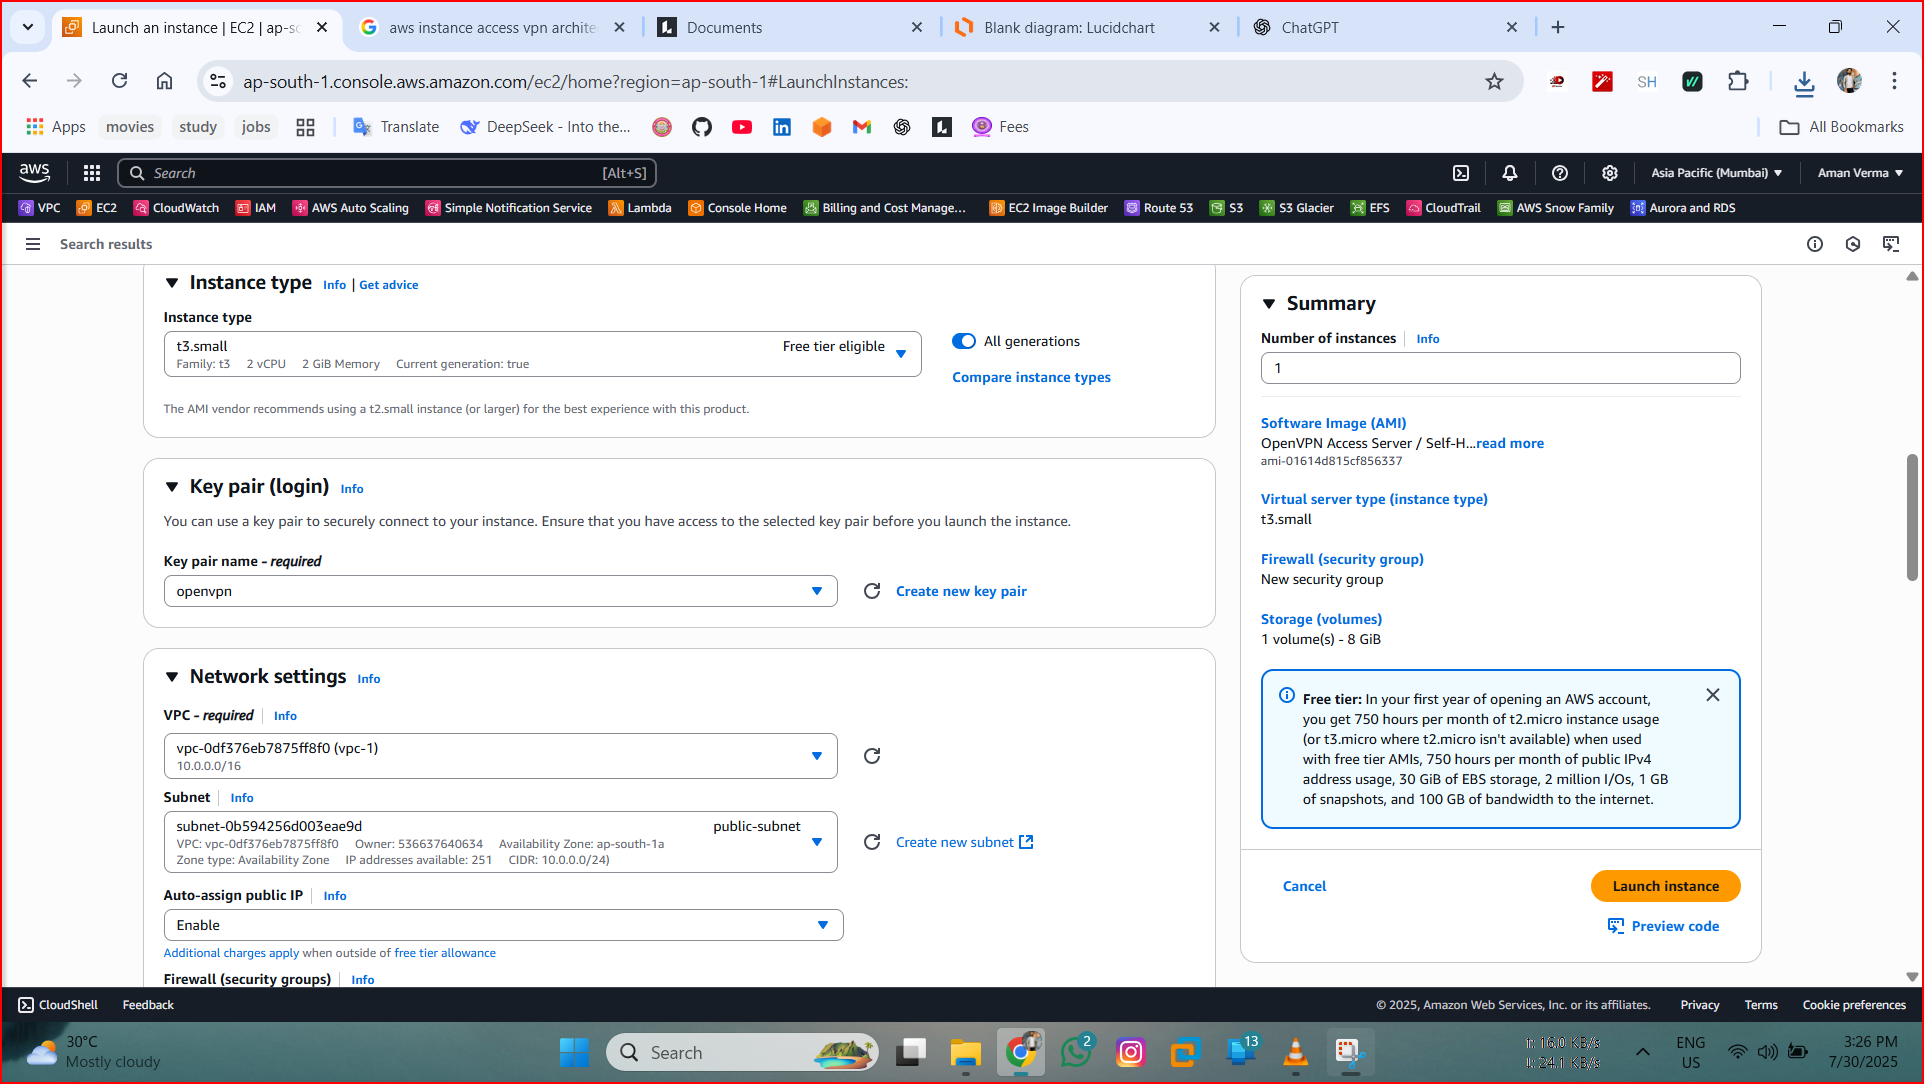 Launch an instance | EC2 | ap-sc
aws instance access vpn archite
Documents
Blank diagram: Lucidchart
ChatGPT
ap-south-1.console.aws.amazon.com/ec2/home?region=ap-south-1#LaunchInstances:
SH
Apps
movies
study
jobs
Translate
DeepSeek - Into the...
Fees
All Bookmarks
aws
Search
[Alt+S]
Asia Pacific (Mumbai)
Aman Verma
VPC
EC2
CloudWatch
IAM
AWS Auto Scaling
Simple Notification Service
Lambda
Console Home
Billing and Cost Manage...
EC2 Image Builder
Route 53
S3
S3 Glacier
EFS
CloudTrail
AWS Snow Family
Aurora and RDS
Search results
Instance type Info | Get advice
Instance type
t3.small
Free tier eligible
Family: t3 2 vCPU 2 GiB Memory Current generation: true
All generations
Compare instance types
The AMI vendor recommends using a t2.small instance (or larger) for the best experience with this product.
Key pair (login) Info
You can use a key pair to securely connect to your instance. Ensure that you have access to the selected key pair before you launch the instance.
Key pair name - required
openvpn
Create new key pair
Network settings Info
VPC - required Info
vpc-0df376eb7875ff8f0 (vpc-1)
10.0.0.0/16
Subnet Info
subnet-0b594256d003eae9d
public-subnet
VPC: vpc-0df376eb7875ff8f0 Owner: 536637640634 Availability Zone: ap-south-1a
Zone type: Availability Zone IP addresses available: 251 CIDR: 10.0.0.0/24)
Create new subnet
Auto-assign public IP Info
Enable
Additional charges apply when outside of free tier allowance
Firewall (security groups) Info
Summary
Number of instances Info
1
Software Image (AMI)
OpenVPN Access Server / Self-H...read more
ami-01614d815cf856337
Virtual server type (instance type)
t3.small
Firewall (security group)
New security group
Storage (volumes)
1 volume(s) - 8 GiB
Free tier: In your first year of opening an AWS account,
you get 750 hours per month of t2.micro instance usage
(or t3.micro where t2.micro isn't available) when used
with free tier AMIs, 750 hours per month of public IPv4
address usage, 30 GiB of EBS storage, 2 million I/Os, 1 GB
of snapshots, and 100 GB of bandwidth to the internet.
Cancel
Launch instance
Preview code
CloudShell
Feedback
© 2025, Amazon Web Services, Inc. or its affiliates.
Privacy
Terms
Cookie preferences
30°C
Mostly cloudy
Search
2
13
16.0 KB/s
24.1 KB/s
ENG
US
3:26 PM
7/30/2025